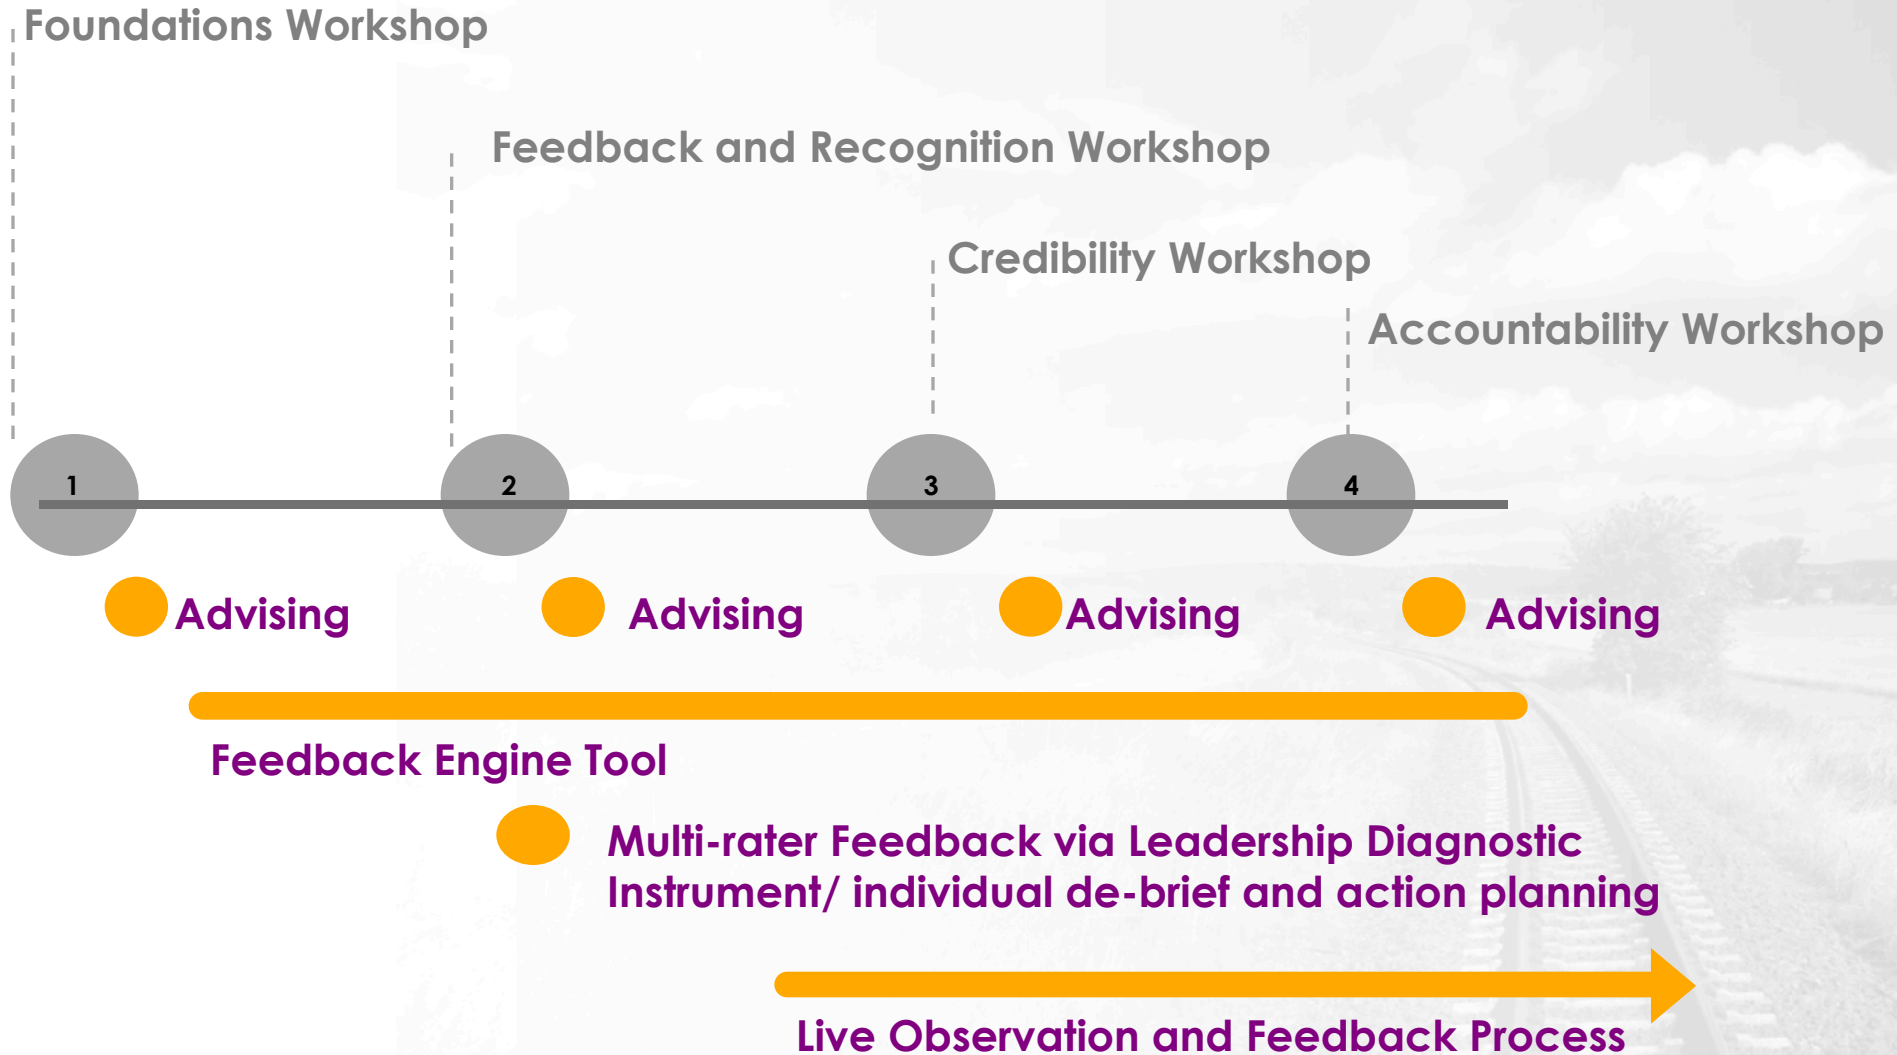 Foundations Workshop
Feedback and Recognition Workshop
Credibility Workshop
Accountability Workshop
1
2
3
4
Advising
Advising
Advising
Advising
Feedback Engine Tool
Multi-rater Feedback via Leadership Diagnostic
Instrument/ individual de-brief and action planning
Live Observation and Feedback Process